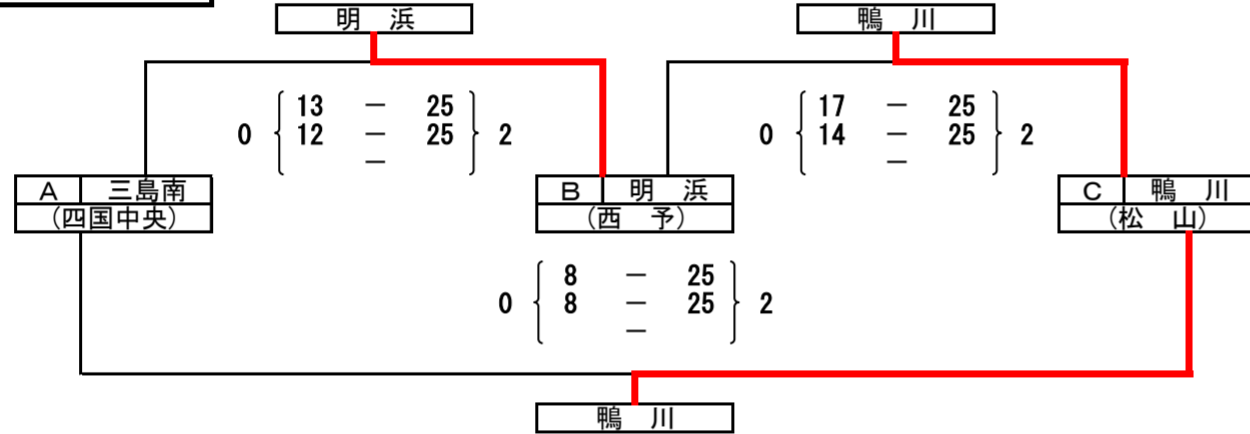 明　浜　　鴨　川
13　－　25　　17　－　25
0　12　－　25　2　　0　14　－　25　2
－　　－
A　三島南　　B　明　浜　　C　鴨　川
（四国中央）　　（西　予）　　（松　山）
8　－　25
0　8　－　25　2
－
鴨　川